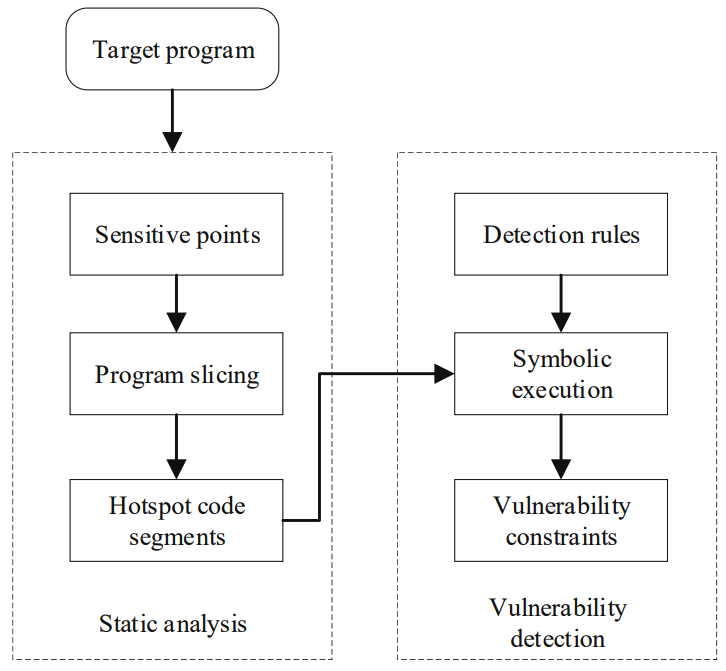 Target program
Sensitive points
Program slicing
Hotspot code
segments
Static analysis
Detection rules
Symbolic
execution
Vulnerability
constraints
Vulnerability
detection